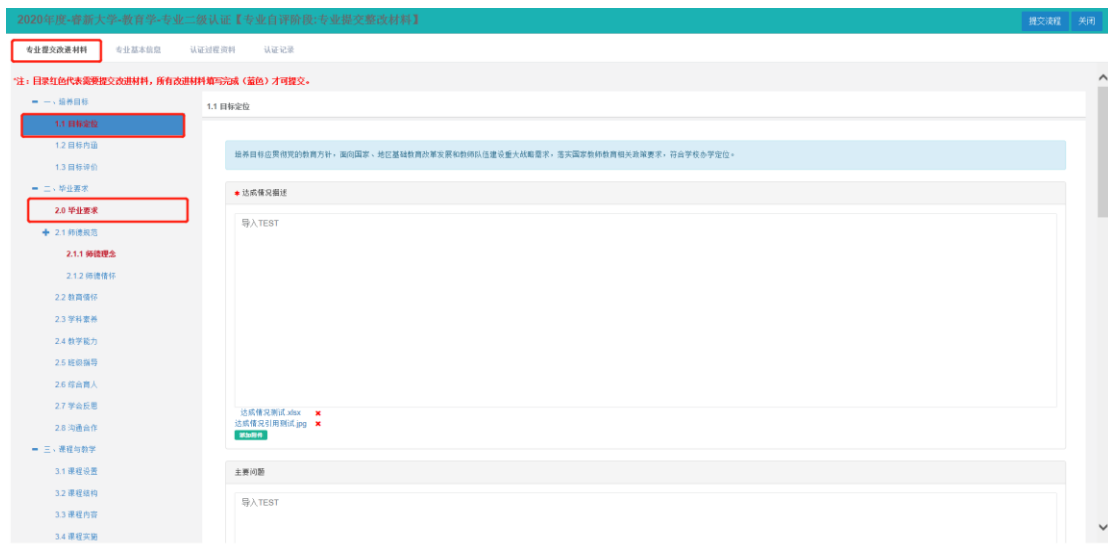 2020年度-睿新大学-教育学-专业二级认证【专业自评阶段:专业提交整改材料】
提交流程 关闭
专业提交改进材料 专业基本信息 认证过程资料 认证记录
*注：目录红色代表需要提交改进材料，所有改进材料填写完成（蓝色）才可提交。
一、培养目标
1.1 目标定位
1.2 目标内涵
1.3 目标评价
二、毕业要求
2.0 毕业要求
2.1 师德规范
2.1.1 师德理念
2.1.2 师德情怀
2.2 教育情怀
2.3 学科素养
2.4 教学能力
2.5 班级指导
2.6 综合育人
2.7 学会反思
2.8 沟通合作
三、课程与教学
3.1 课程设置
3.2 课程结构
3.3 课程内容
3.4 课程实施
1.1 目标定位
培养目标应贯彻党的教育方针，面向国家、地区基础教育改革发展和教师队伍建设重大战略需求，落实国家教师教育相关政策要求，符合学校办学定位。
达成情况描述
导入TEST
达成情况测试.xlsx
达成情况引用测试.jpg
添加附件
主要问题
导入TEST